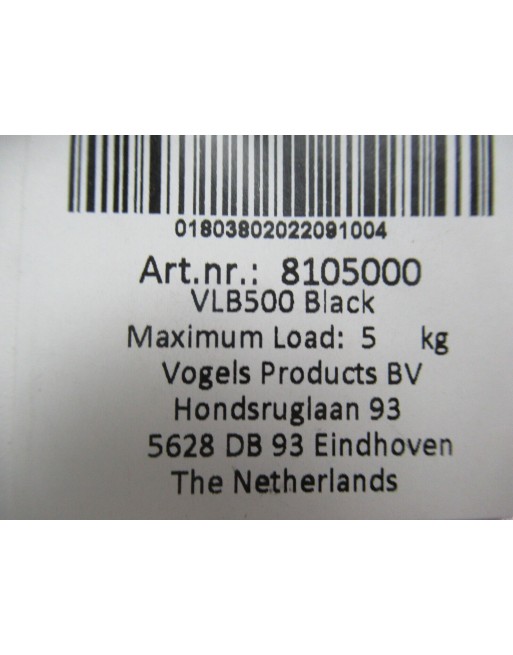 01803802022091004
Art.nr.: 8105000
VLB500 Black
Maximum Load: 5 kg
Vogels Products BV
Hondsruglaan 93
5628 DB 93 Eindhoven
The Netherlands